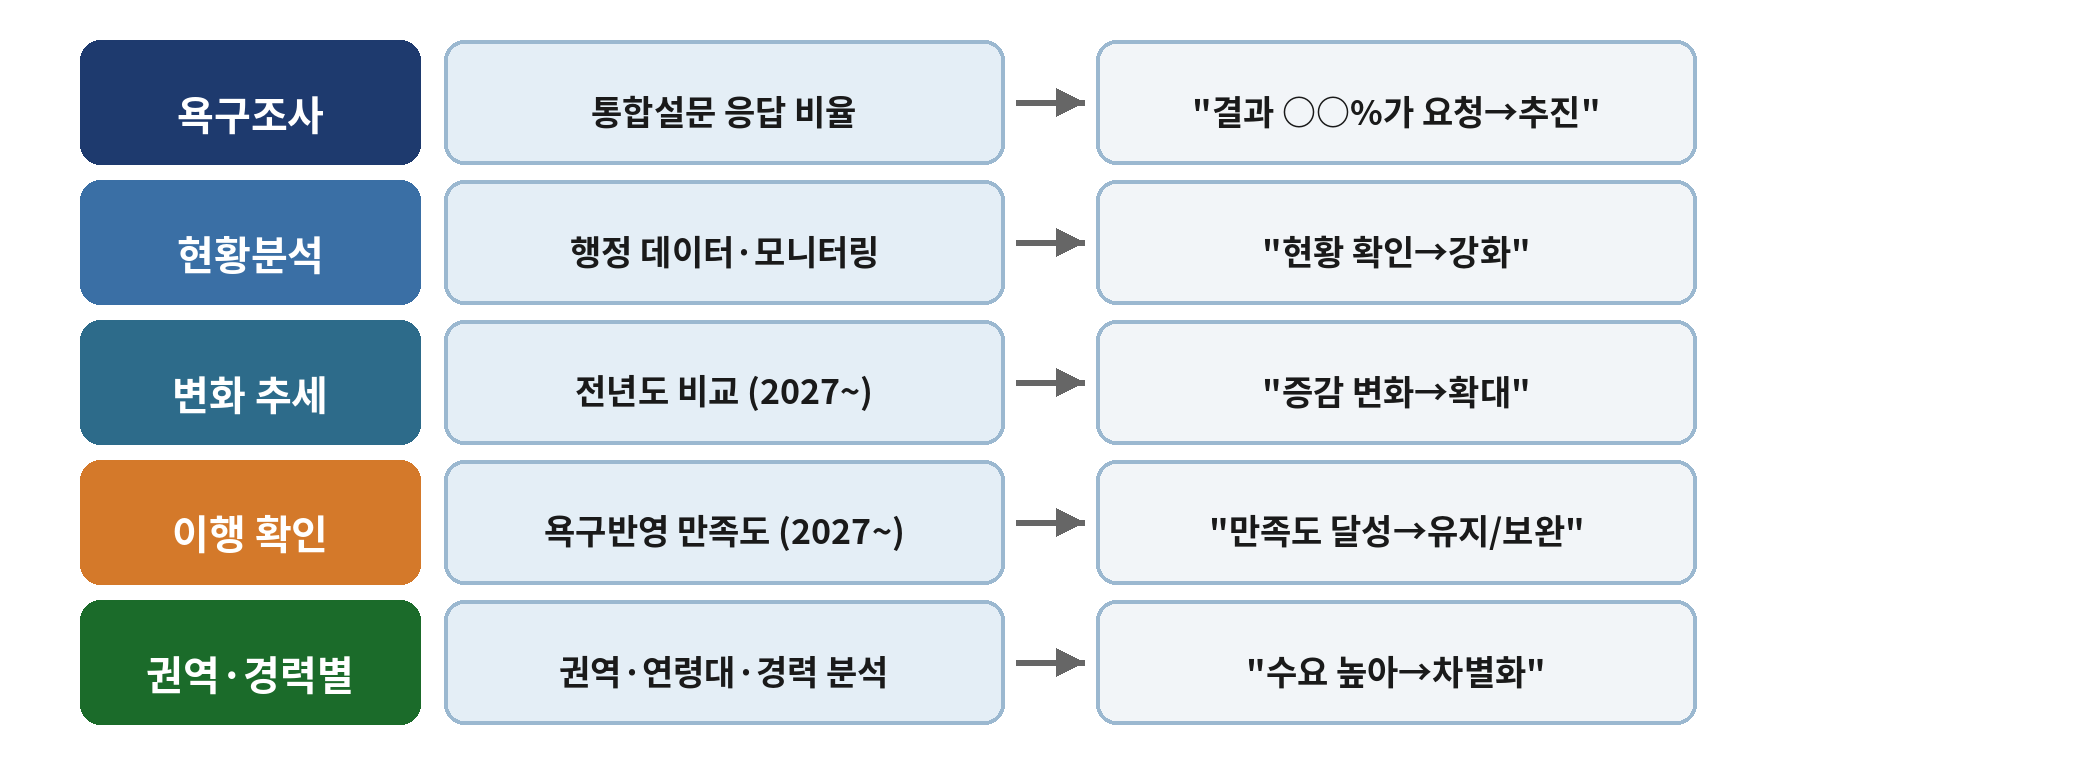 욕구조사
통합설문 응답 비율
"결과 ○○%가 요청→추진"
현황분석
행정 데이터·모니터링
"현황 확인→강화"
변화 추세
전년도 비교 (2027~)
"증감 변화→확대"
이행 확인
욕구반영 만족도 (2027~)
"만족도 달성→유지/보완"
권역·경력별
권역·연령대·경력 분석
"수요 높아→차별화"